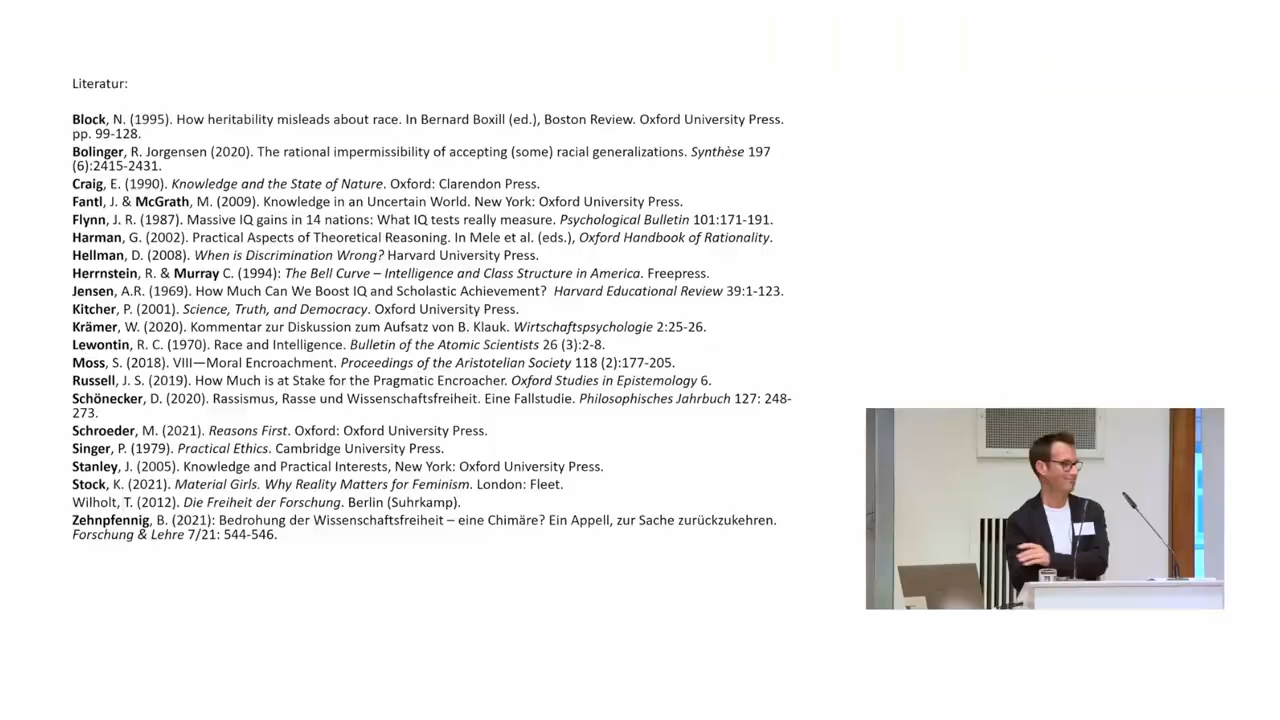 Literatur:
Block, N. (1995). How heritability misleads about race. In Bernard Boxill (ed.), Boston Review. Oxford University Press.
pp. 99-128.
Bolinger, R. Jorgensen (2020). The rational impermissibility of accepting (some) racial generalizations. Synthèse 197
(6):2415-2431.
Craig, E. (1990). Knowledge and the State of Nature. Oxford: Clarendon Press.
Fantl, J. & McGrath, M. (2009). Knowledge in an Uncertain World. New York: Oxford University Press.
Flynn, J. R. (1987). Massive IQ gains in 14 nations: What IQ tests really measure. Psychological Bulletin 101:171-191.
Harman, G. (2002). Practical Aspects of Theoretical Reasoning. In Mele et al. (eds.), Oxford Handbook of Rationality.
Hellman, D. (2008). When is Discrimination Wrong? Harvard University Press.
Herrnstein, R. & Murray C. (1994): The Bell Curve – Intelligence and Class Structure in America. Freepress.
Jensen, A.R. (1969). How Much Can We Boost IQ and Scholastic Achievement? Harvard Educational Review 39:1-123.
Kitcher, P. (2001). Science, Truth, and Democracy. Oxford University Press.
Krämer, W. (2020). Kommentar zur Diskussion zum Aufsatz von B. Klauk. Wirtschaftspsychologie 2:25-26.
Lewontin, R. C. (1970). Race and Intelligence. Bulletin of the Atomic Scientists 26 (3):2-8.
Moss, S. (2018). VIII—Moral Encroachment. Proceedings of the Aristotelian Society 118 (2):177-205.
Russell, J. S. (2019). How Much is at Stake for the Pragmatic Encroacher. Oxford Studies in Epistemology 6.
Schönecker, D. (2020). Rassismus, Rasse und Wissenschaftsfreiheit. Eine Fallstudie. Philosophisches Jahrbuch 127: 248-
273.
Schroeder, M. (2021). Reasons First. Oxford: Oxford University Press.
Singer, P. (1979). Practical Ethics. Cambridge University Press.
Stanley, J. (2005). Knowledge and Practical Interests, New York: Oxford University Press.
Stock, K. (2021). Material Girls. Why Reality Matters for Feminism. London: Fleet.
Wilholt, T. (2012). Die Freiheit der Forschung. Berlin (Suhrkamp).
Zehnpfennig, B. (2021): Bedrohung der Wissenschaftsfreiheit – eine Chimäre? Ein Appell, zur Sache zurückzukehren.
Forschung & Lehre 7/21: 544-546.